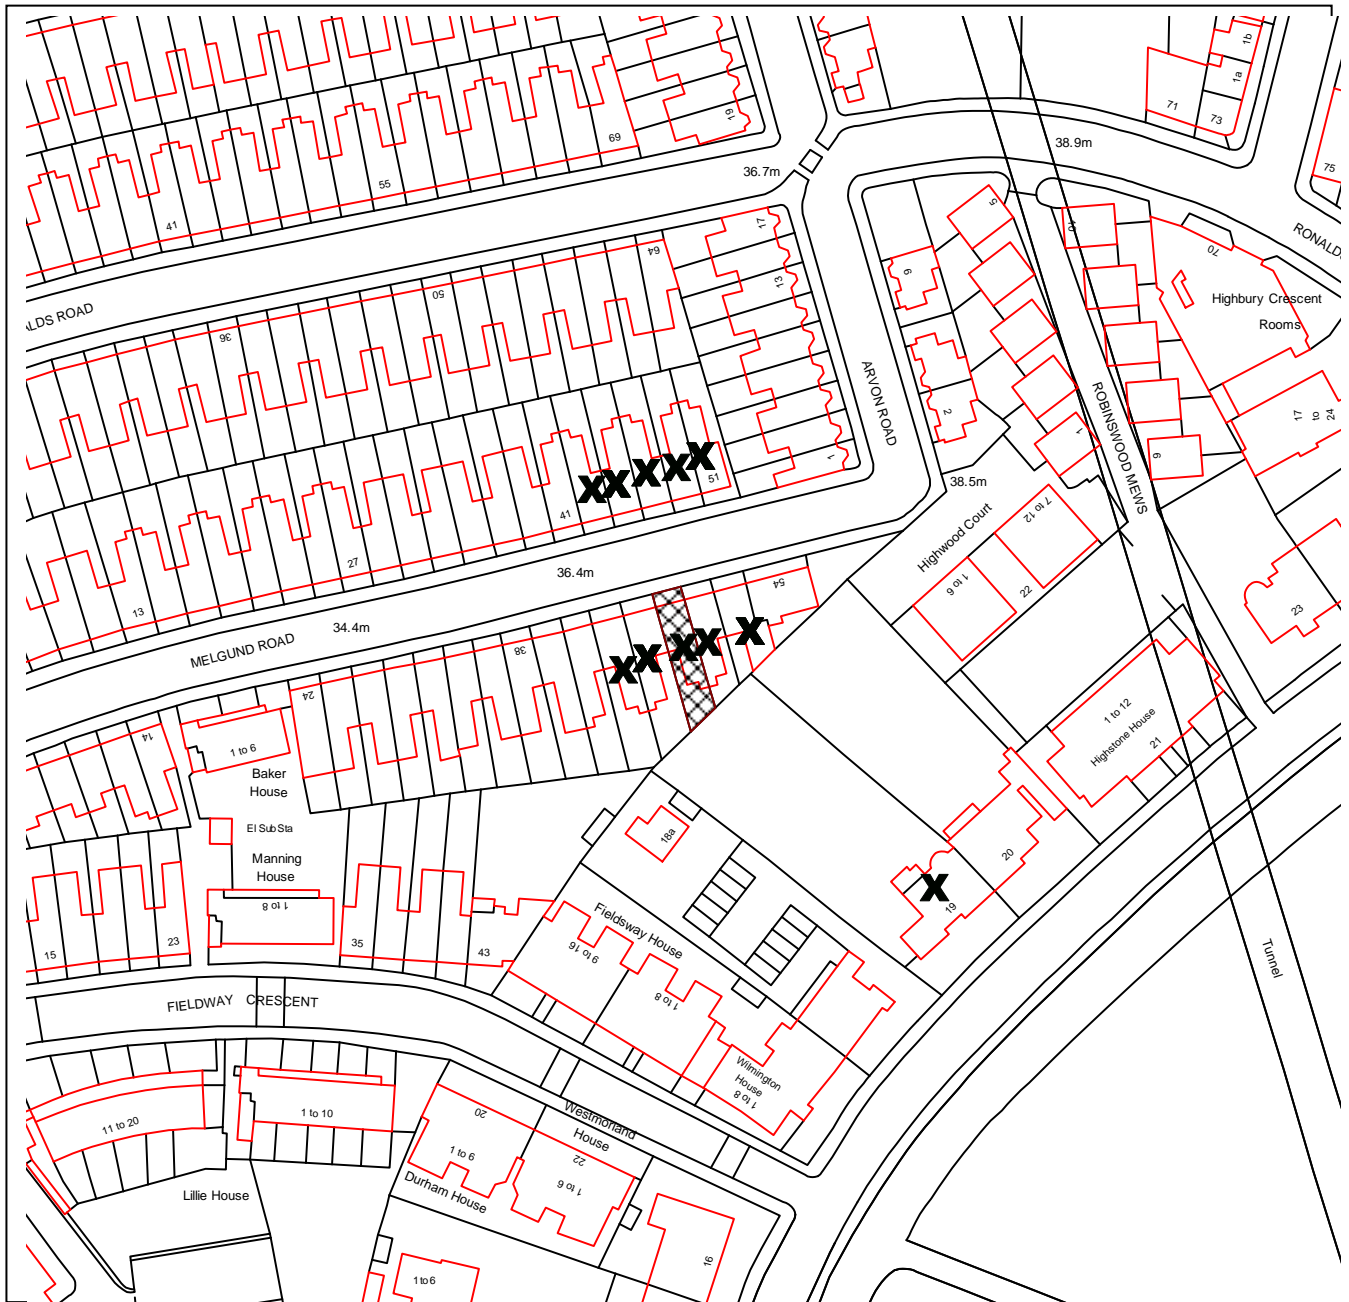 1b
1a
71
73
19
69
38.9m
36.7m
75
55
41
5
17
10
RONALD
70
64
9
13
50
Highbury Crescent
Rooms
ALDS ROAD
36
ARVON ROAD
ROBINSWOOD MEWS
2
17
to
24
1
1
6
51
38.5m
7 to 12
41
Highwood Court
27
36.4m
54
1 to 6
22
13
23
34.4m
MELGUND ROAD
38
24
1 to 12
Highstone House
21
14
1 to 6
Baker
House
El Sub Sta
18a
Manning
House
20
1 to 8
19
Fieldsway House
15
23
35
43
9 to 16
Tunnel
FIELDWAY CRESCENT
1 to 8
Wilmington
House
1 to 8
11 to 20
1 to 10
20
Westmorland
House
1 to 6
22
1 to 6
Durham House
Lillie House
16
1 to 6
X
X
X
X
X
X
X
X
X
X
X